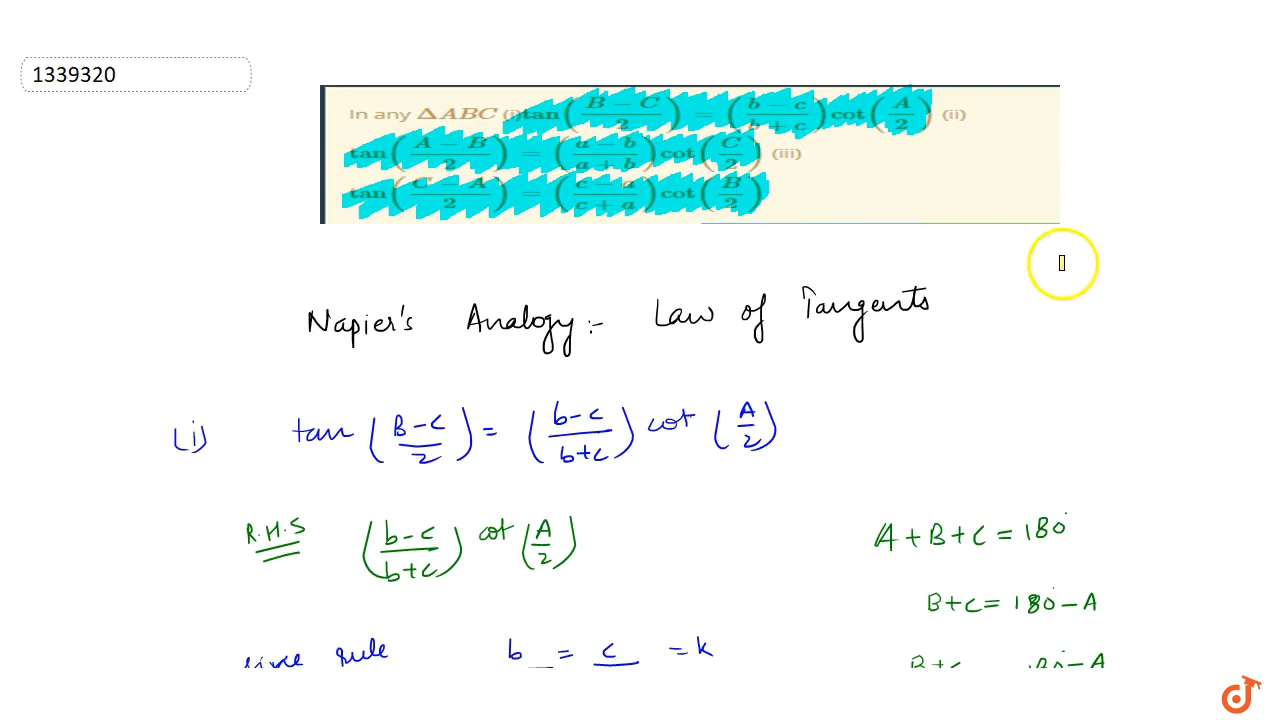 1339320
In any ΔABC (i) tan((B − C)/2) = ((b − c)/(b + c)) cot(A/2) (ii)
tan((A − B)/2) = ((a − b)/(a + b)) cot(C/2) (iii)
tan((C − A)/2) = ((c − a)/(c + a)) cot(B/2)
Napier's Analogy :- Law of Tangents
(i) tan((B-C)/2) = ((b-c)/(b+c)) cot(A/2)
R.H.S ((b-c)/(b+c)) cot(A/2)
A + B + C = 180°
B + C = 180° - A
rule b = c = k
B+C 180 - A